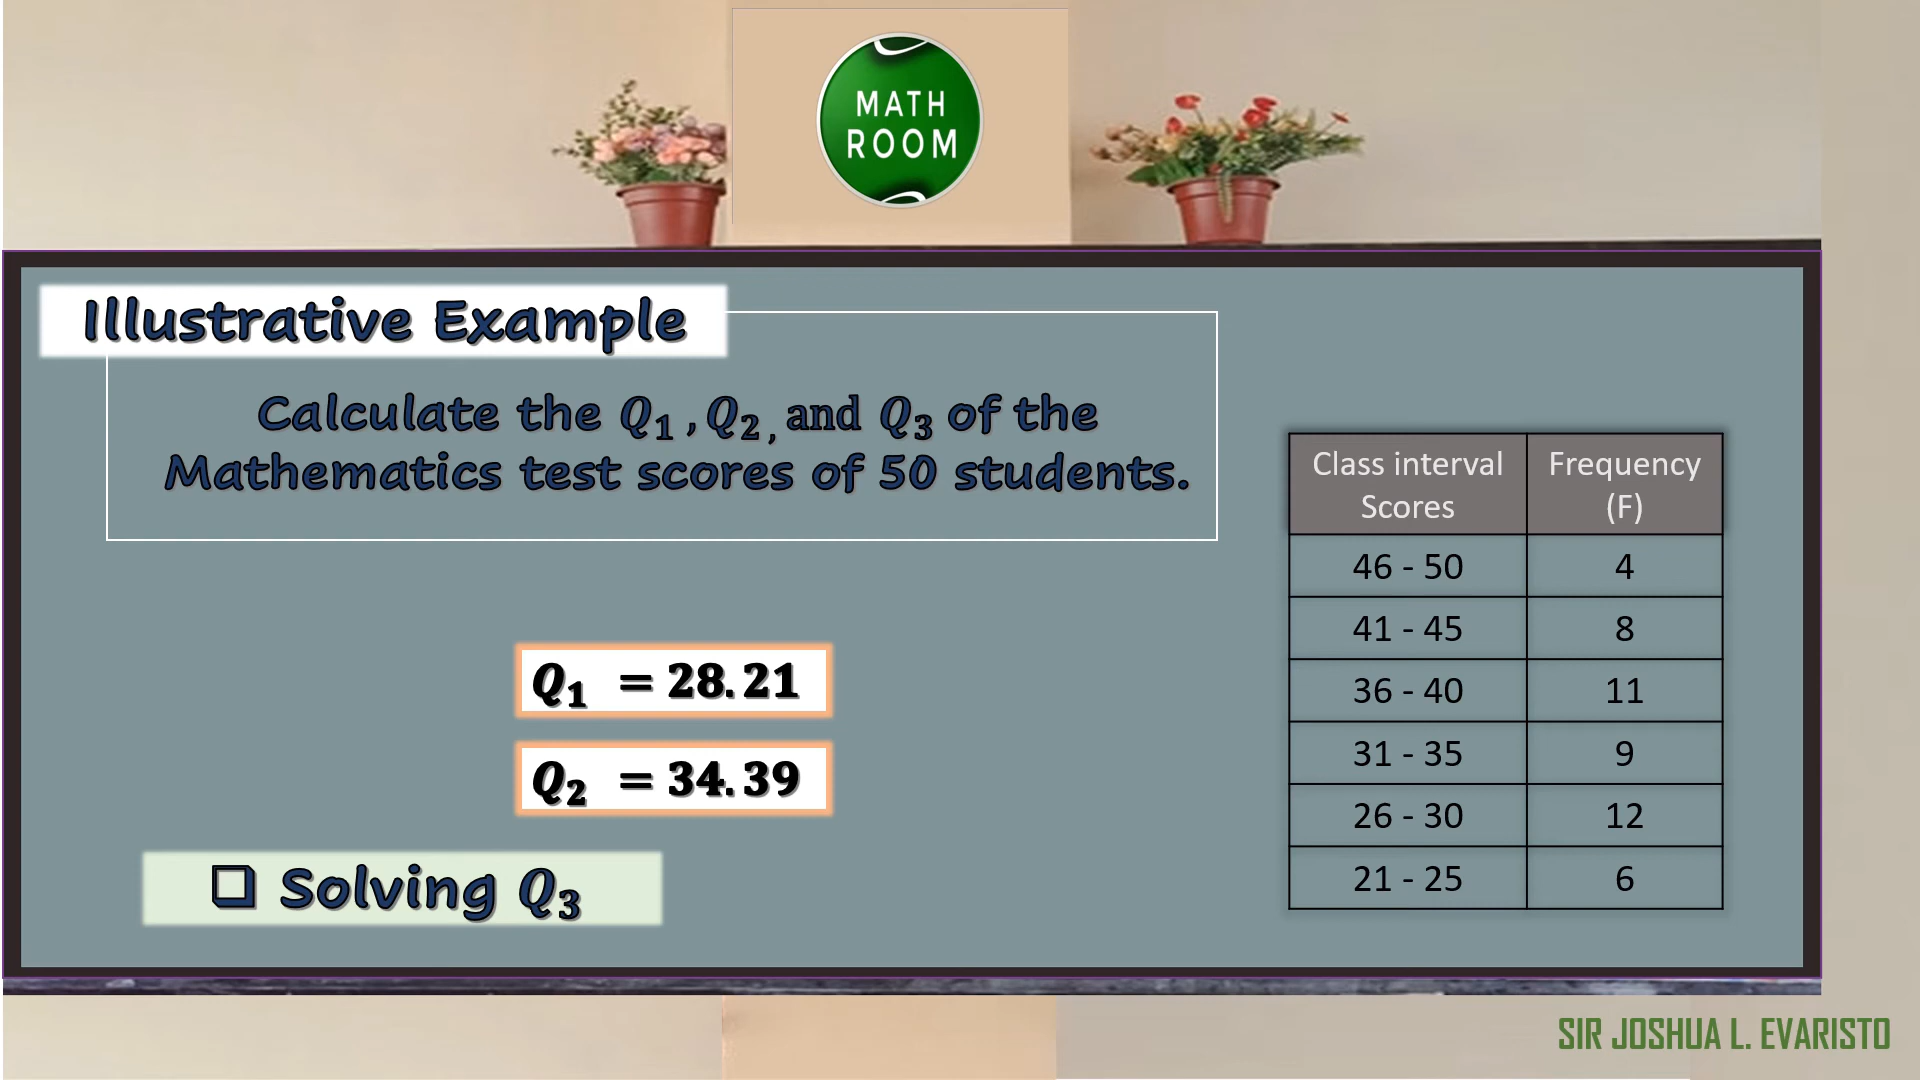 MATH
ROOM
Illustrative Example
Calculate the Q₁ , Q₂ , and Q₃ of the
Mathematics test scores of 50 students.
Q₁ = 28.21
Q₂ = 34.39
❑ Solving Q₃
Class interval Scores | Frequency (F)
46 - 50 | 4
41 - 45 | 8
36 - 40 | 11
31 - 35 | 9
26 - 30 | 12
21 - 25 | 6
SIR JOSHUA L. EVARISTO